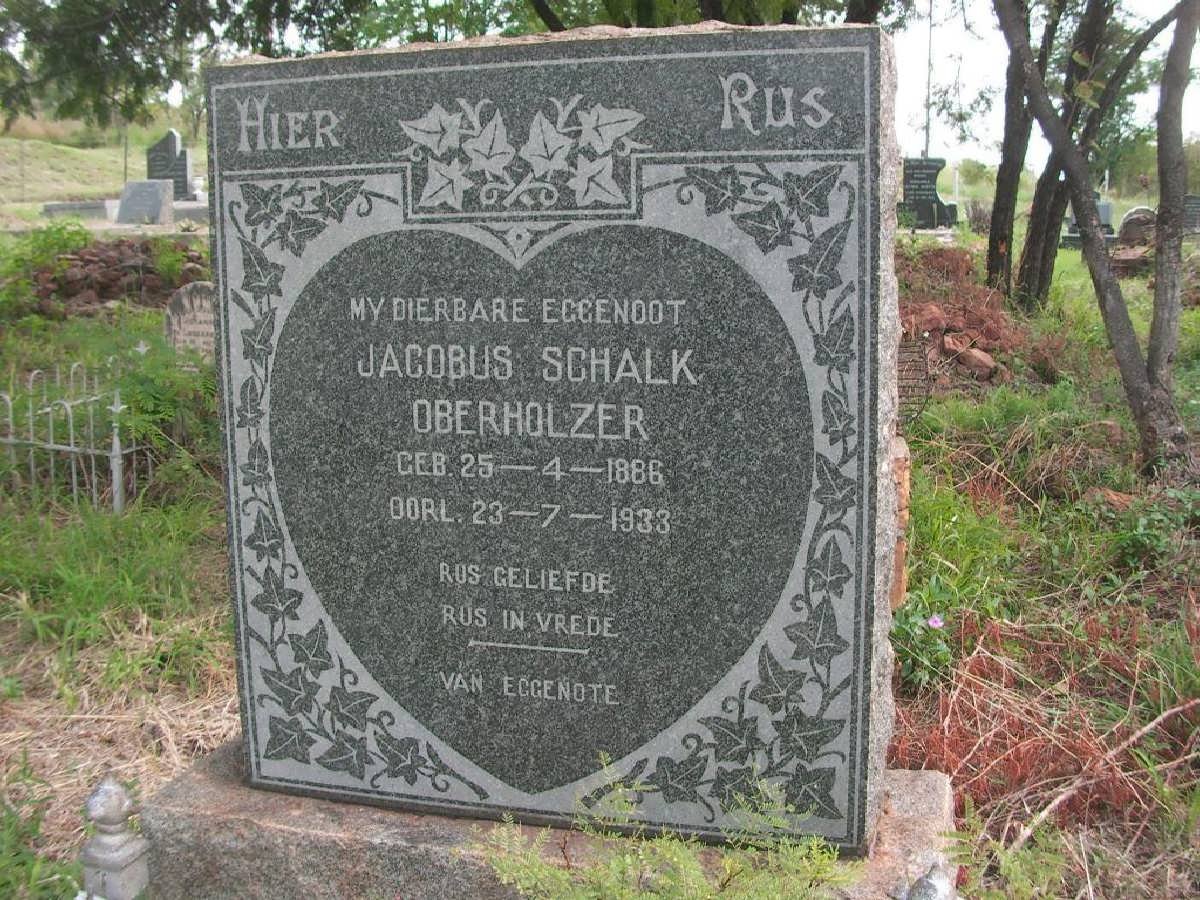 HIER RUS
MY DIERBARE EGGENOOT
JACOBUS SCHALK
OBERHOLZER
GEB. 25-4-1886
OORL. 23-7-1933
RUS GELIEFDE
RUS IN VREDE
VAN EGGENOTE